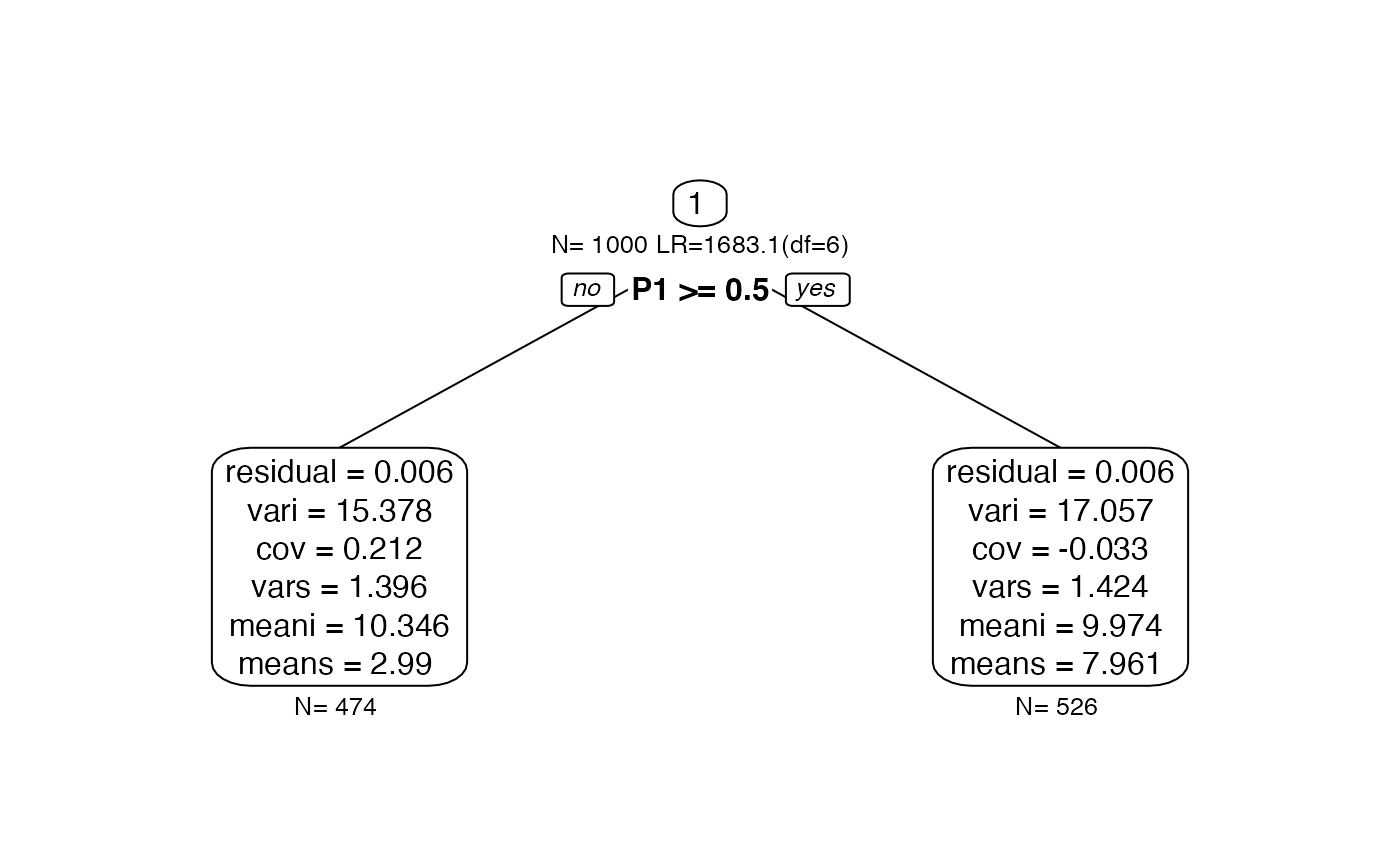 1
N= 1000 LR=1683.1(df=6)
no P1 >= 0.5 yes
residual = 0.006
vari = 15.378
cov = 0.212
vars = 1.396
meani = 10.346
means = 2.99
N= 474
residual = 0.006
vari = 17.057
cov = -0.033
vars = 1.424
meani = 9.974
means = 7.961
N= 526